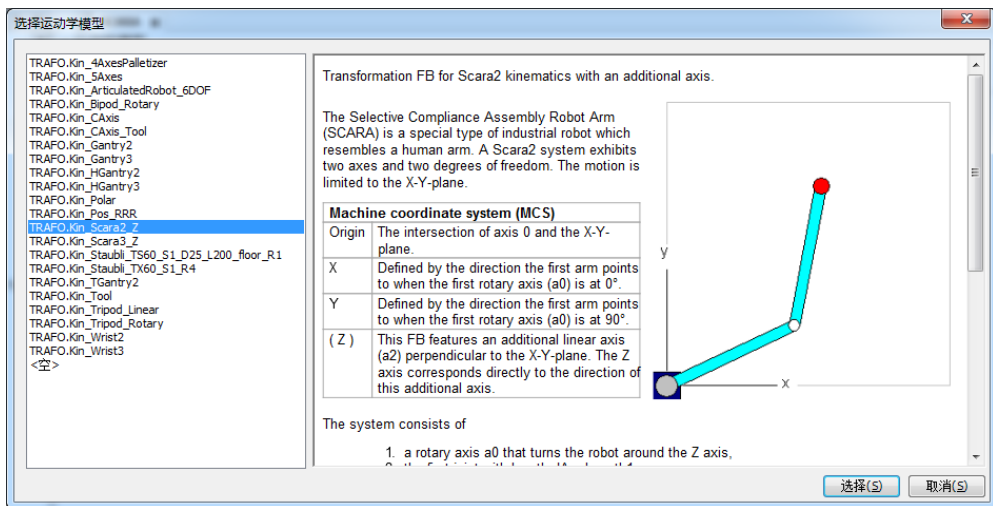 选择运动学模型
TRAFO.Kin_4AxesPalletizer
TRAFO.Kin_5Axes
TRAFO.Kin_ArticulatedRobot_6DOF
TRAFO.Kin_Bipod_Rotary
TRAFO.Kin_CAxis
TRAFO.Kin_CAxis_Tool
TRAFO.Kin_Gantry2
TRAFO.Kin_Gantry3
TRAFO.Kin_HGantry2
TRAFO.Kin_HGantry3
TRAFO.Kin_Polar
TRAFO.Kin_Pos_RRR
TRAFO.Kin_Scara2_Z
TRAFO.Kin_Scara3_Z
TRAFO.Kin_Staubli_TS60_S1_D25_L200_floor_R1
TRAFO.Kin_Staubli_TX60_S1_R4
TRAFO.Kin_TGantry2
TRAFO.Kin_Tool
TRAFO.Kin_Tripod_Linear
TRAFO.Kin_Tripod_Rotary
TRAFO.Kin_Wrist2
TRAFO.Kin_Wrist3
<空>
Transformation FB for Scara2 kinematics with an additional axis.
The Selective Compliance Assembly Robot Arm
(SCARA) is a special type of industrial robot which
resembles a human arm. A Scara2 system exhibits
two axes and two degrees of freedom. The motion is
limited to the X-Y-plane.
Machine coordinate system (MCS)
Origin The intersection of axis 0 and the X-Y-
plane.
X Defined by the direction the first arm points
to when the first rotary axis (a0) is at 0°.
Y Defined by the direction the first arm points
to when the first rotary axis (a0) is at 90°.
( Z ) This FB features an additional linear axis
(a2) perpendicular to the X-Y-plane. The Z
axis corresponds directly to the direction of
this additional axis.
y
x
The system consists of
1. a rotary axis a0 that turns the robot around the Z axis,
选择(S)
取消(S)